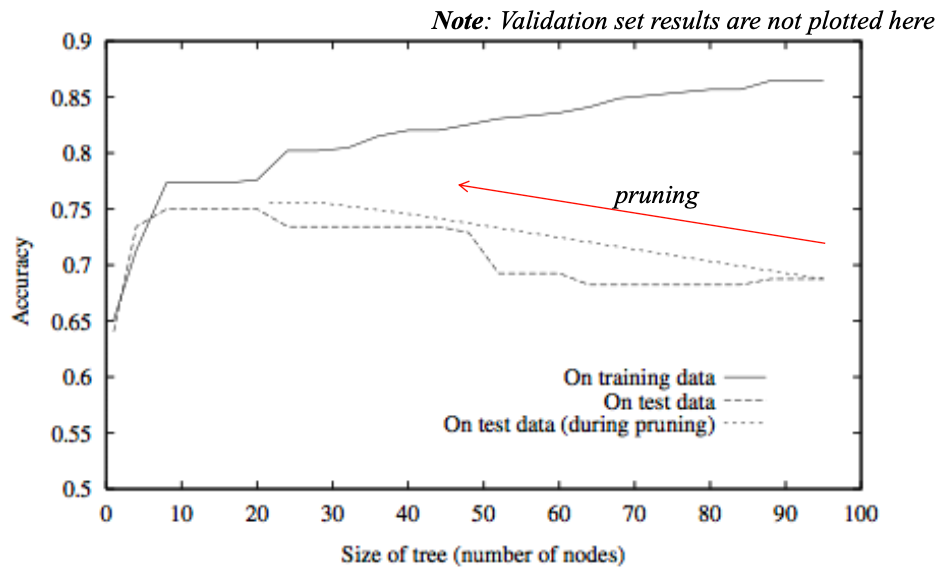 Note: Validation set results are not plotted here
0.9
0.85
0.8
0.75
0.7
0.65
0.6
0.55
0.5
Accuracy
pruning
On training data
On test data
On test data (during pruning)
0 10 20 30 40 50 60 70 80 90 100
Size of tree (number of nodes)